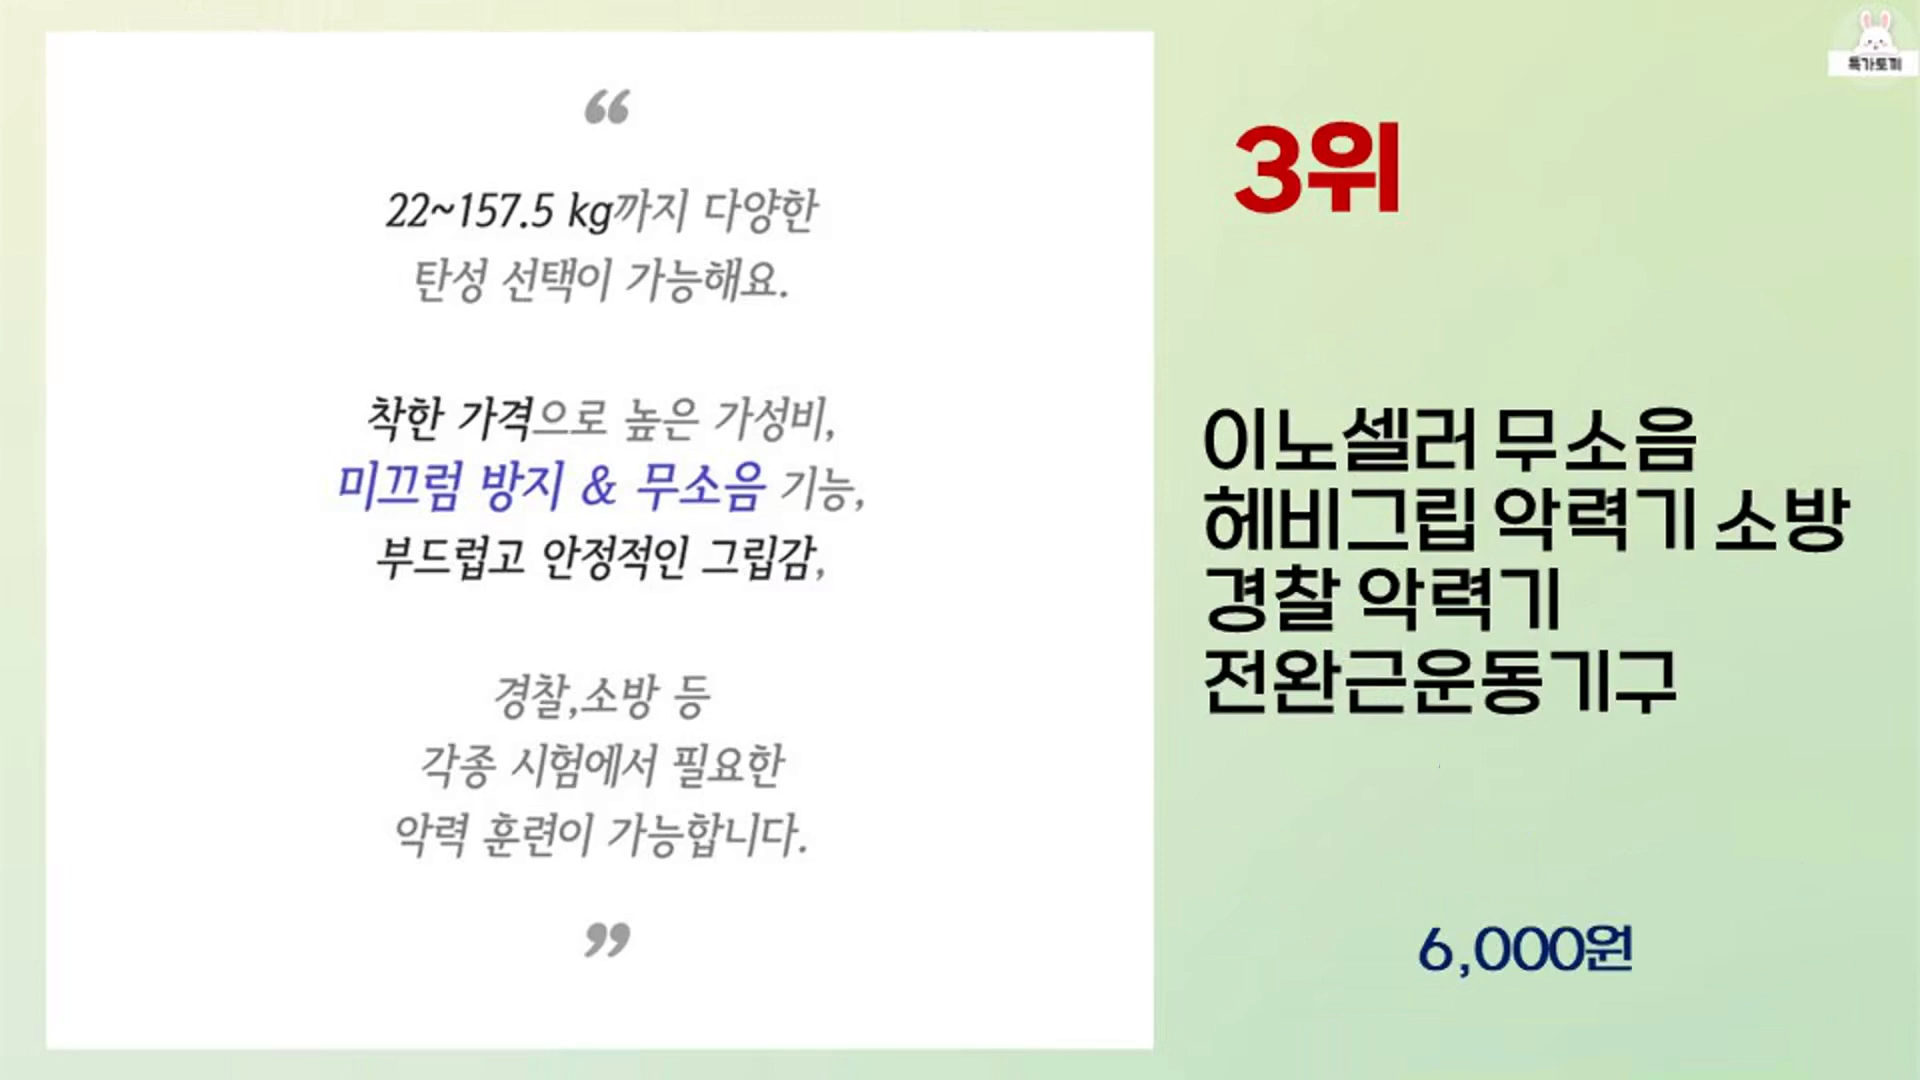 “
22~157.5 kg까지 다양한
탄성 선택이 가능해요.
착한 가격으로 높은 가성비,
미끄럼 방지 & 무소음 기능,
부드럽고 안정적인 그립감,
경찰,소방 등
각종 시험에서 필요한
악력 훈련이 가능합니다.
”
3위
이노셀러 무소음
헤비그립 악력기 소방
경찰 악력기
전완근운동기구
6,000원
특가토끼